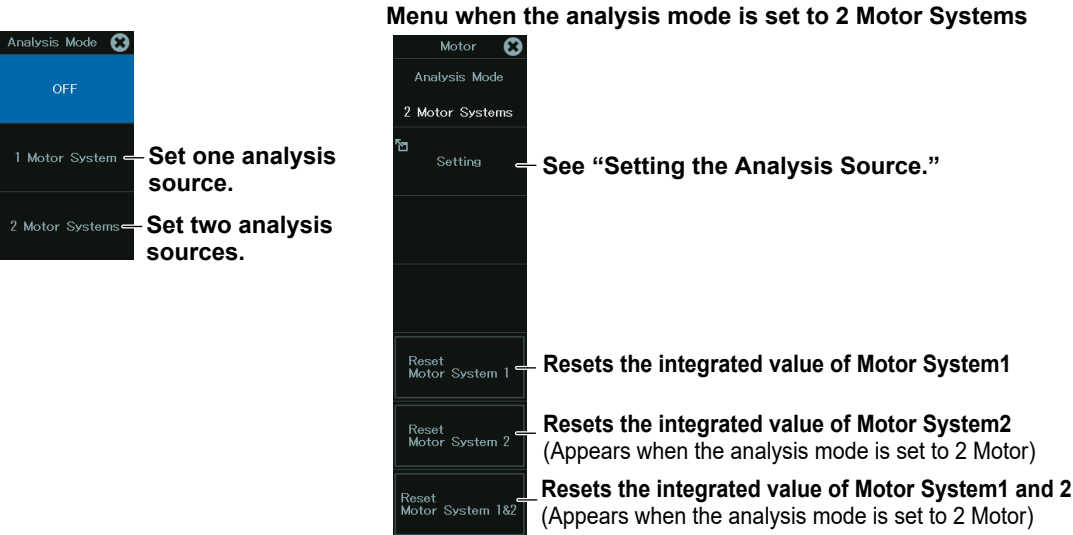 Menu when the analysis mode is set to 2 Motor Systems
Analysis Mode
OFF
1 Motor System
Set one analysis
source.
2 Motor Systems
Set two analysis
sources.
Motor
Analysis Mode
2 Motor Systems
Setting
See “Setting the Analysis Source.”
Reset
Motor System 1
Resets the integrated value of Motor System1
Reset
Motor System 2
Resets the integrated value of Motor System2
(Appears when the analysis mode is set to 2 Motor)
Reset
Motor System 1&2
Resets the integrated value of Motor System1 and 2
(Appears when the analysis mode is set to 2 Motor)